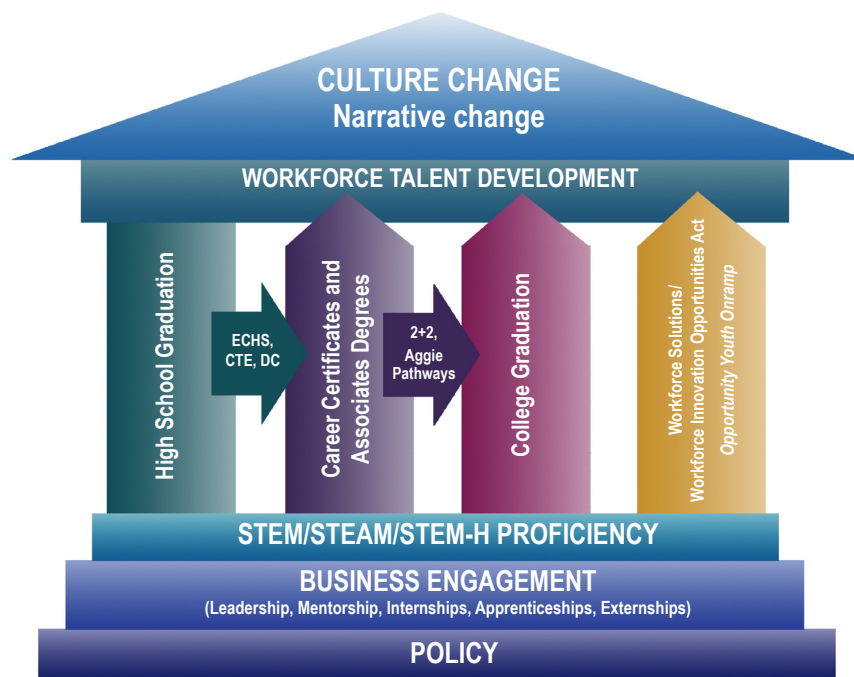 CULTURE CHANGE
Narrative change
WORKFORCE TALENT DEVELOPMENT
High School Graduation
ECHS,
CTE, DC
Career Certificates and
Associates Degrees
2+2,
Aggie
Pathways
College Graduation
Workforce Solutions/
Workforce Innovation Opportunities Act
Opportunity Youth Onramp
STEM/STEAM/STEM-H PROFICIENCY
BUSINESS ENGAGEMENT
(Leadership, Mentorship, Internships, Apprenticeships, Externships)
POLICY